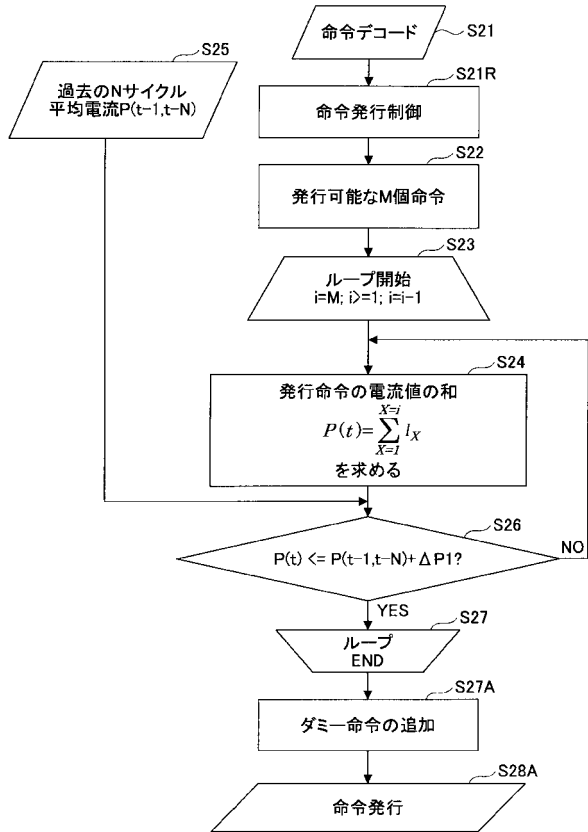 S21
命令デコード
S25
過去のNサイクル
平均電流P(t-1,t-N)
S21R
命令発行制御
S22
発行可能なM個命令
S23
ループ開始
i=M; i>=1; i=i-1
S24
発行命令の電流値の和
P(t)=∑ X=i X=1 lX
を求める
S26
P(t) <= P(t-1,t-N)+ΔP1?
NO
YES
S27
ループ
END
S27A
ダミー命令の追加
S28A
命令発行